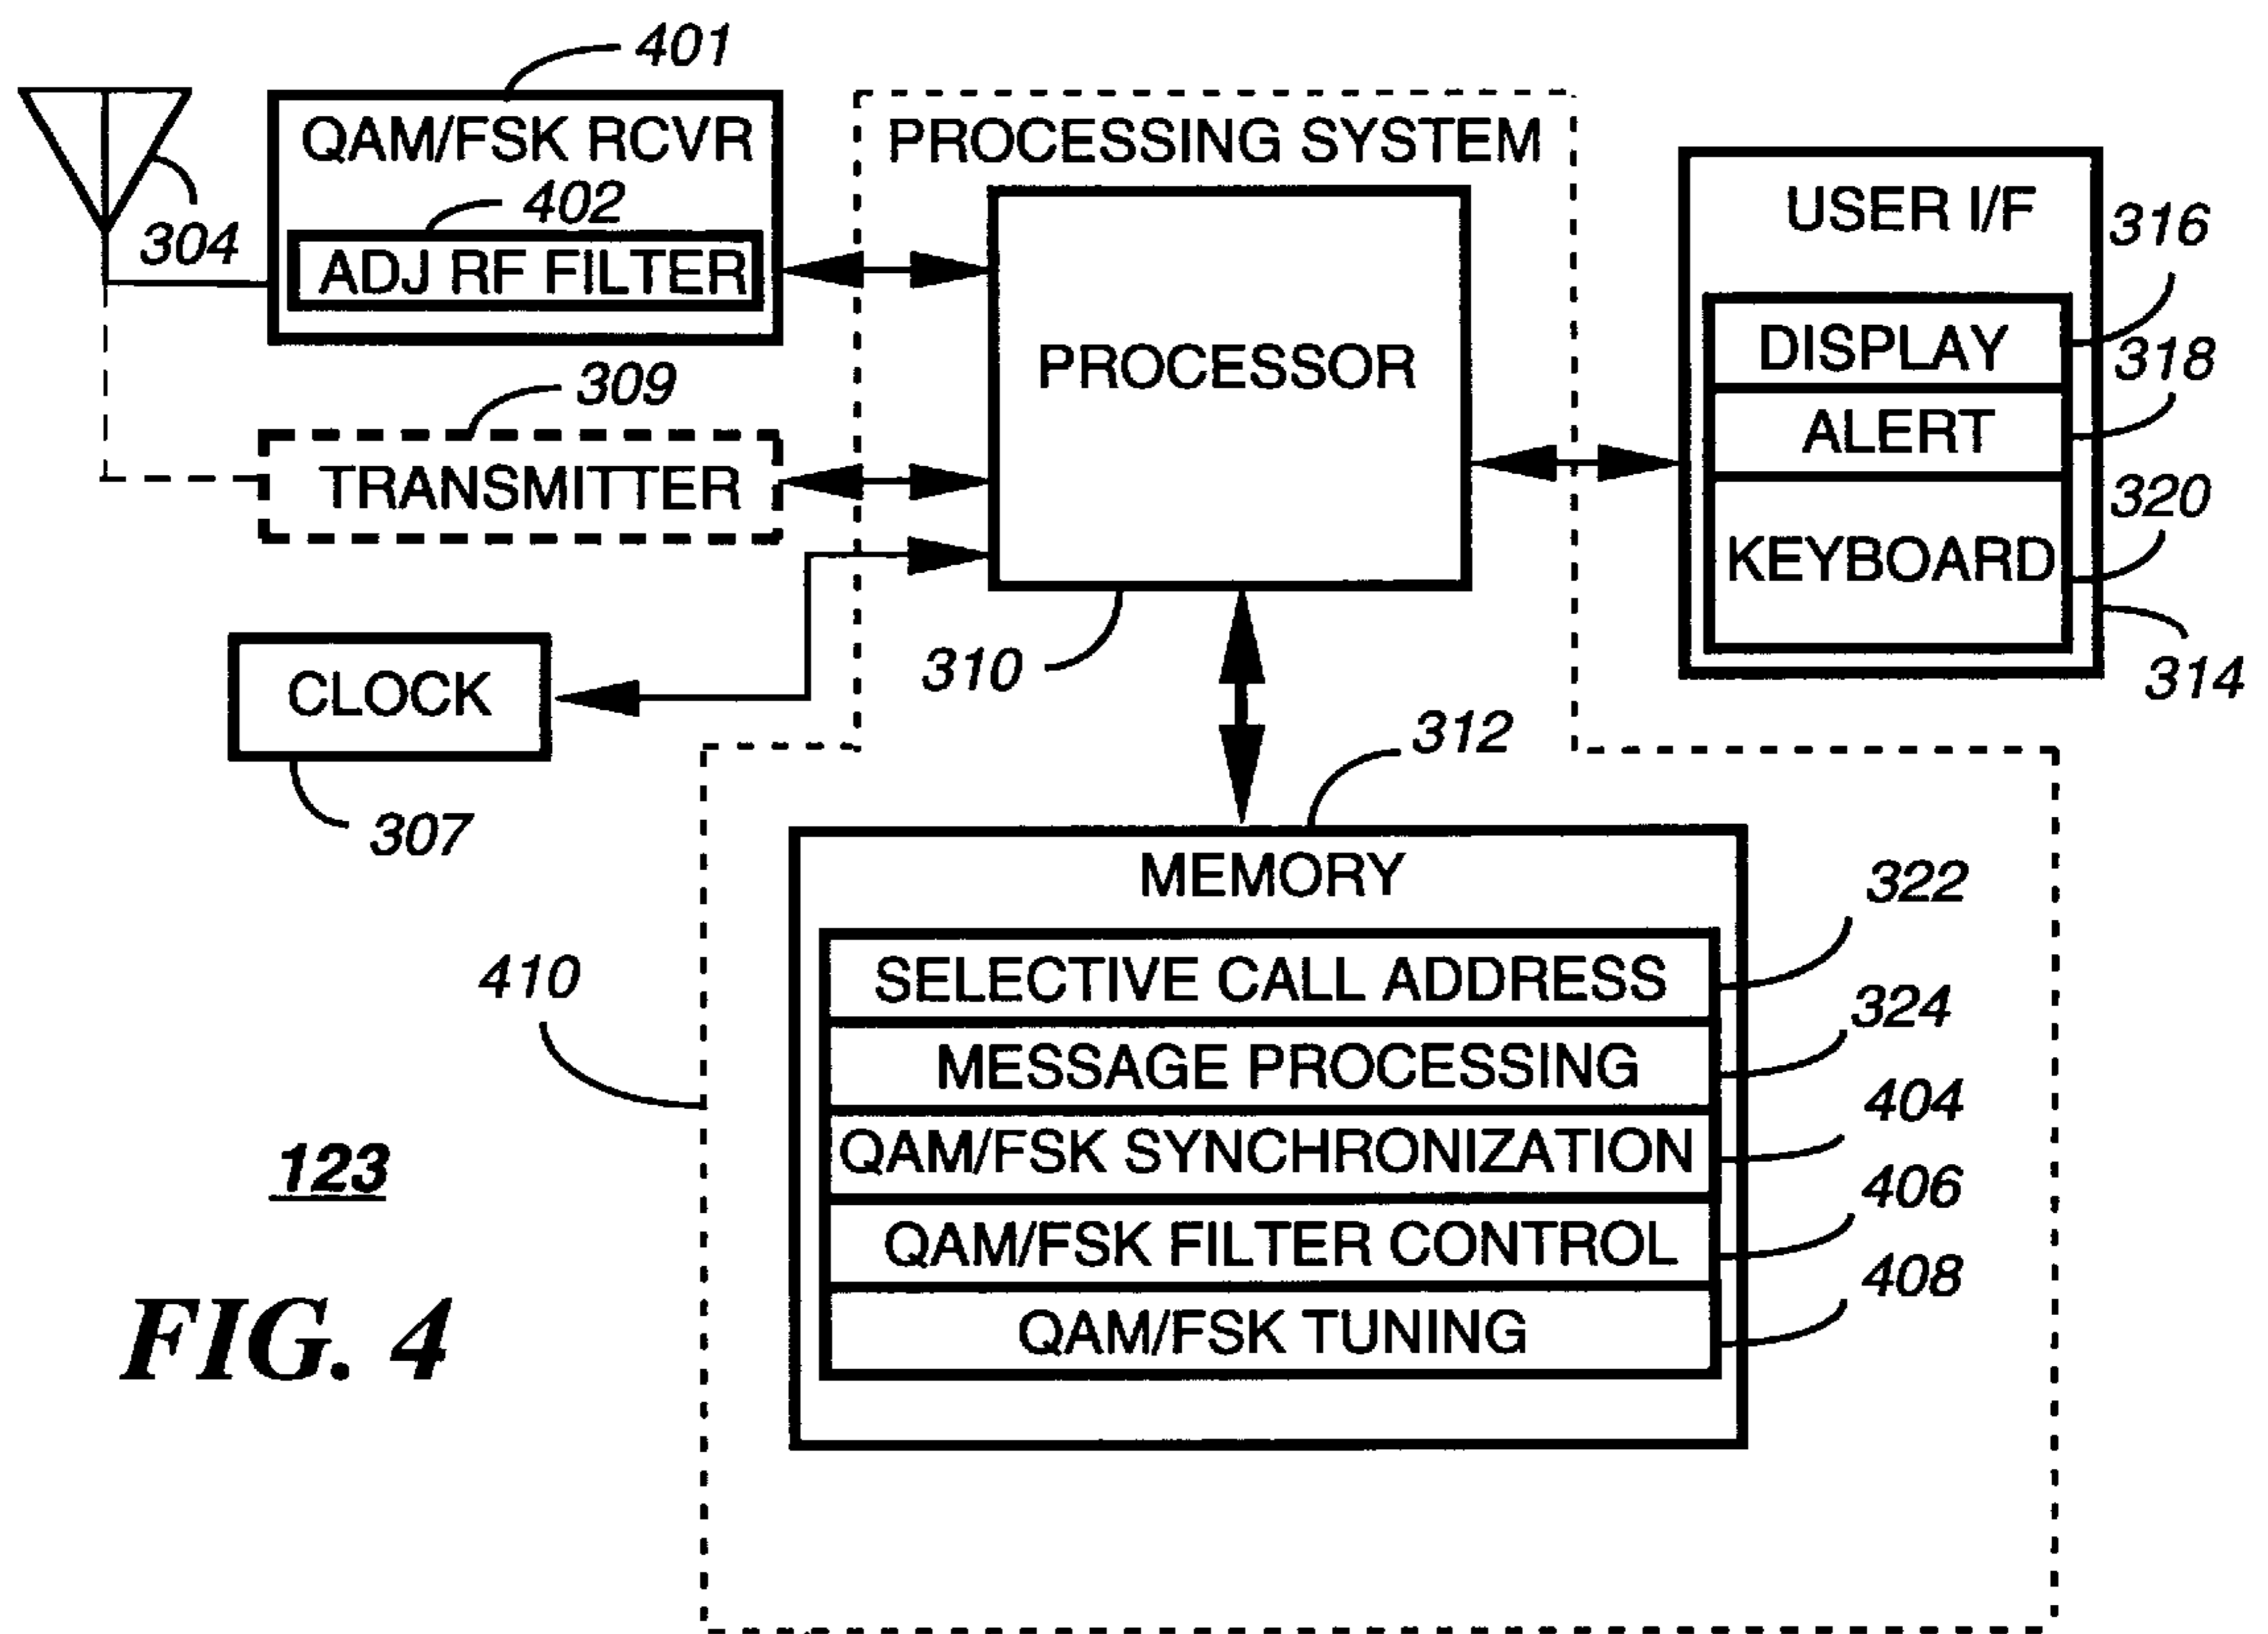 401
QAM/FSK RCVR
402
ADJ RF FILTER
304
PROCESSING SYSTEM
PROCESSOR
310
USER I/F
316
DISPLAY
318
ALERT
320
KEYBOARD
314
309
TRANSMITTER
CLOCK
307
312
MEMORY
322
SELECTIVE CALL ADDRESS
324
MESSAGE PROCESSING
404
QAM/FSK SYNCHRONIZATION
406
QAM/FSK FILTER CONTROL
408
QAM/FSK TUNING
410
123
FIG. 4